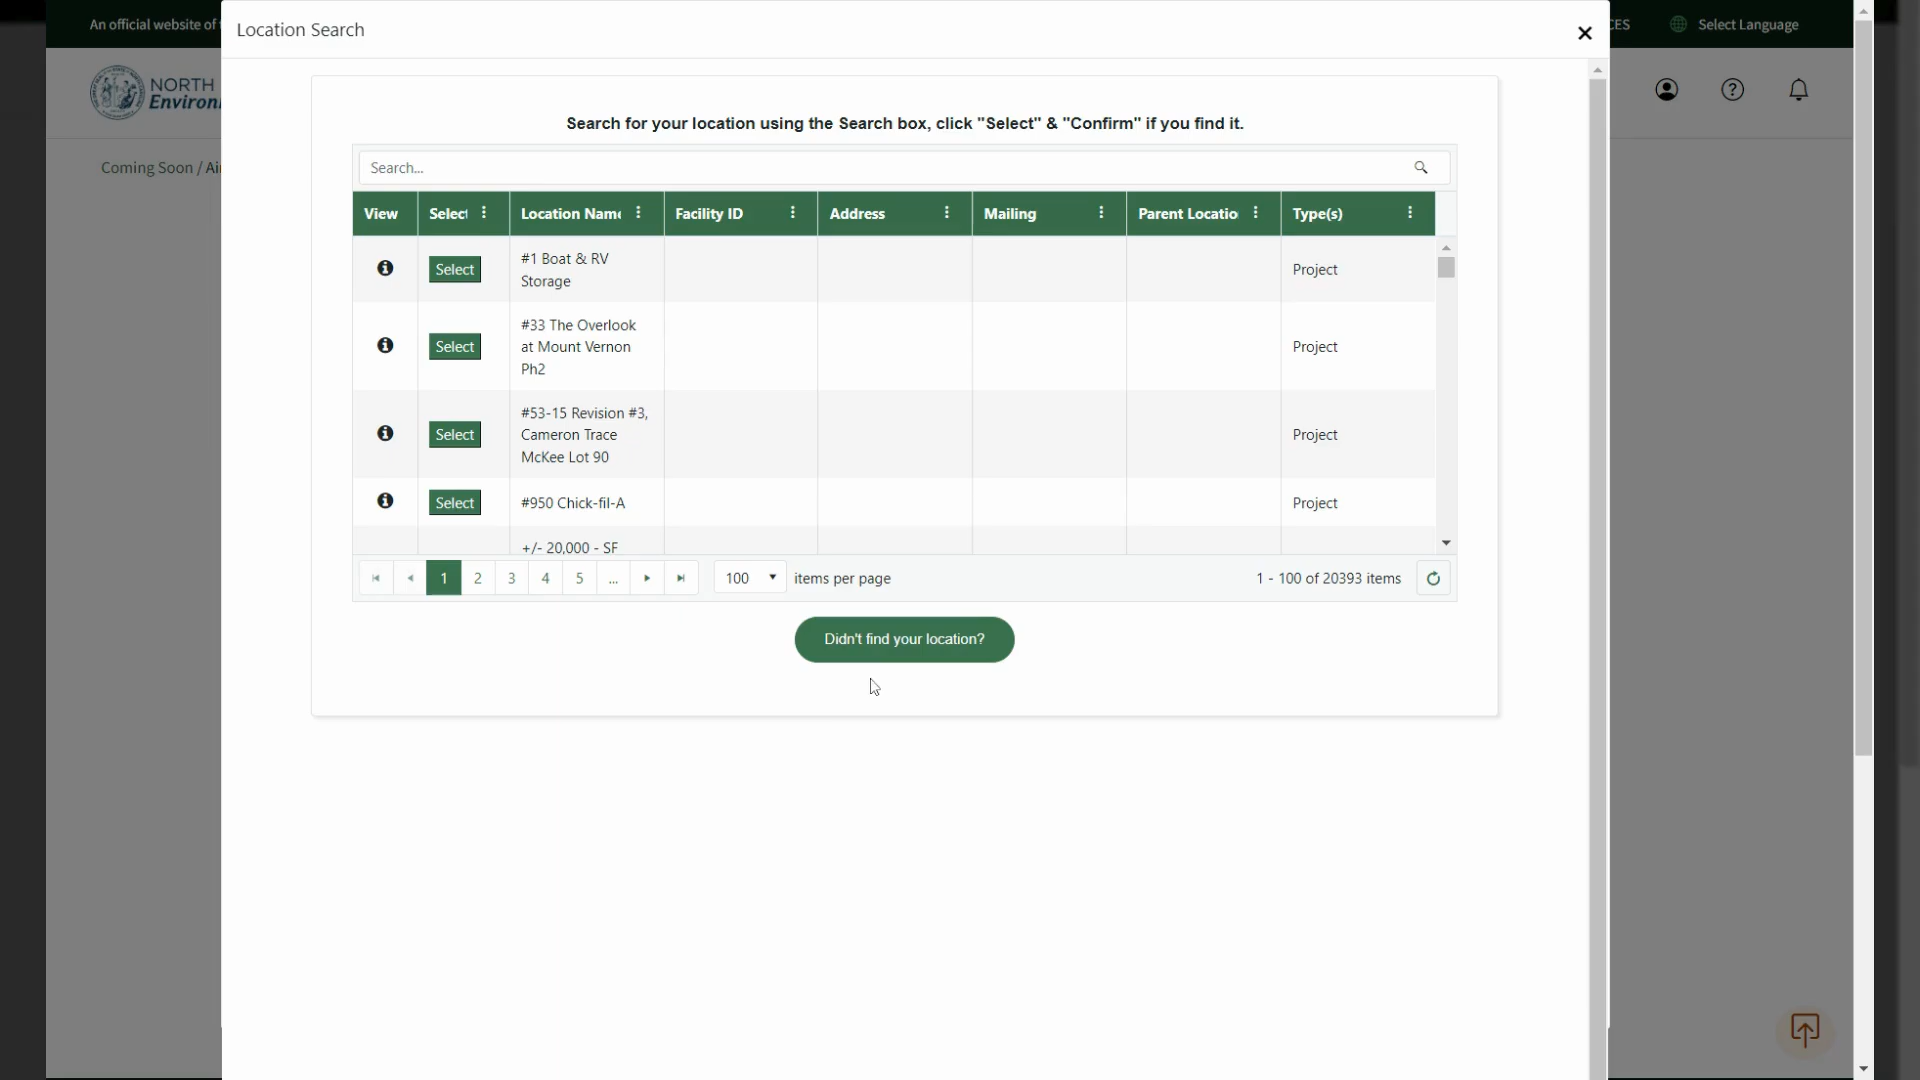 An official website of
Location Search
Select Language
NORTH
Environ
Coming Soon / Ai
Search for your location using the Search box, click "Select" & "Confirm" if you find it.
Search...
View Select Location Name Facility ID Address Mailing Parent Locatio Type(s)
Select #1 Boat & RV Storage Project
Select #33 The Overlook at Mount Vernon Ph2 Project
Select #53-15 Revision #3, Cameron Trace McKee Lot 90 Project
Select #950 Chick-fil-A Project
+/- 20,000 - SF
1 2 3 4 5 ... 100 items per page 1 - 100 of 20393 items
Didn't find your location?